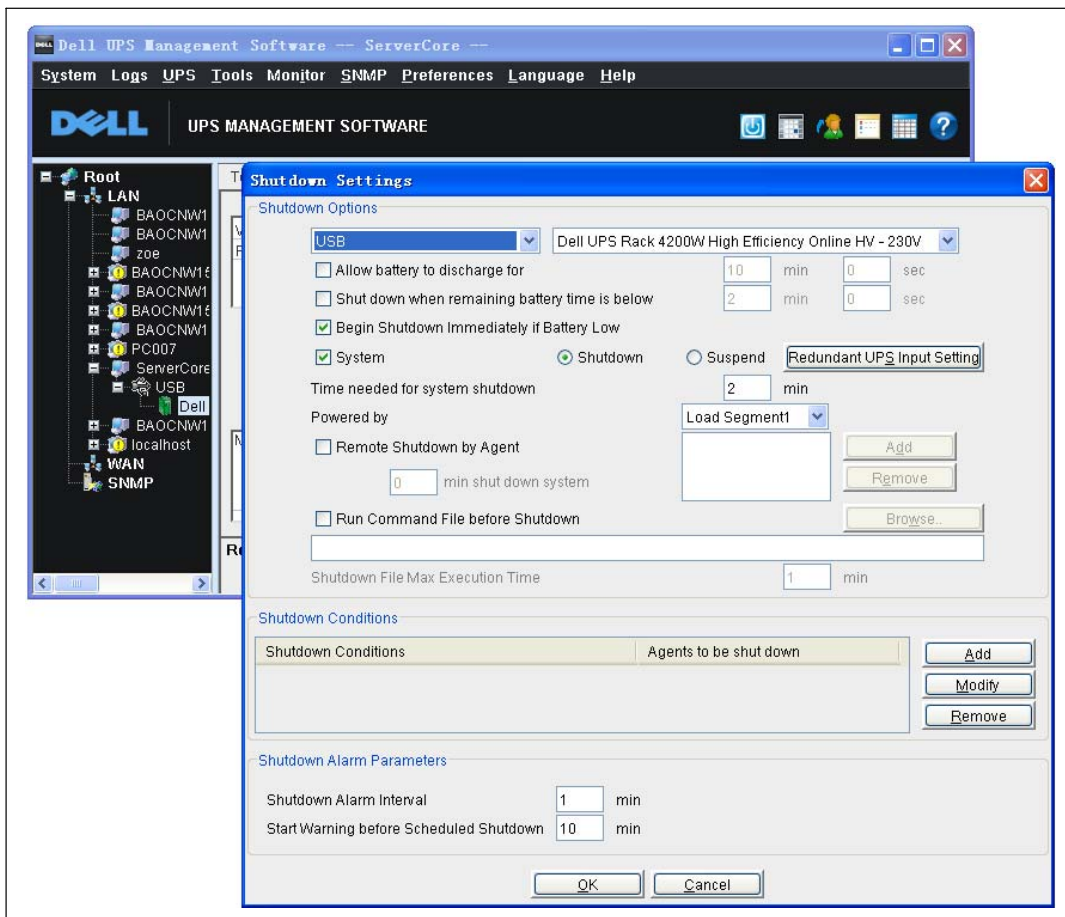 Dell UPS Management Software -- ServerCore --
System Logs UPS Tools Monitor SNMP Preferences Language Help
DELL UPS MANAGEMENT SOFTWARE
Root
LAN
BAOCNW1
BAOCNW1
zoe
BAOCNW15
BAOCNW1
BAOCNW15
BAOCNW1
PC007
ServerCore
USB
Dell
BAOCNW1
localhost
WAN
SNMP
Shutdown Settings
Shutdown Options
USB Dell UPS Rack 4200W High Efficiency Online HV - 230V
Allow battery to discharge for 10 min 0 sec
Shut down when remaining battery time is below 2 min 0 sec
Begin Shutdown Immediately if Battery Low
System Shutdown Suspend Redundant UPS Input Setting
Time needed for system shutdown 2 min
Powered by Load Segment1
Remote Shutdown by Agent Add
0 min shut down system Remove
Run Command File before Shutdown Browse..
Shutdown File Max Execution Time 1 min
Shutdown Conditions
Shutdown Conditions Agents to be shut down Add
Modify
Remove
Shutdown Alarm Parameters
Shutdown Alarm Interval 1 min
Start Warning before Scheduled Shutdown 10 min
OK Cancel